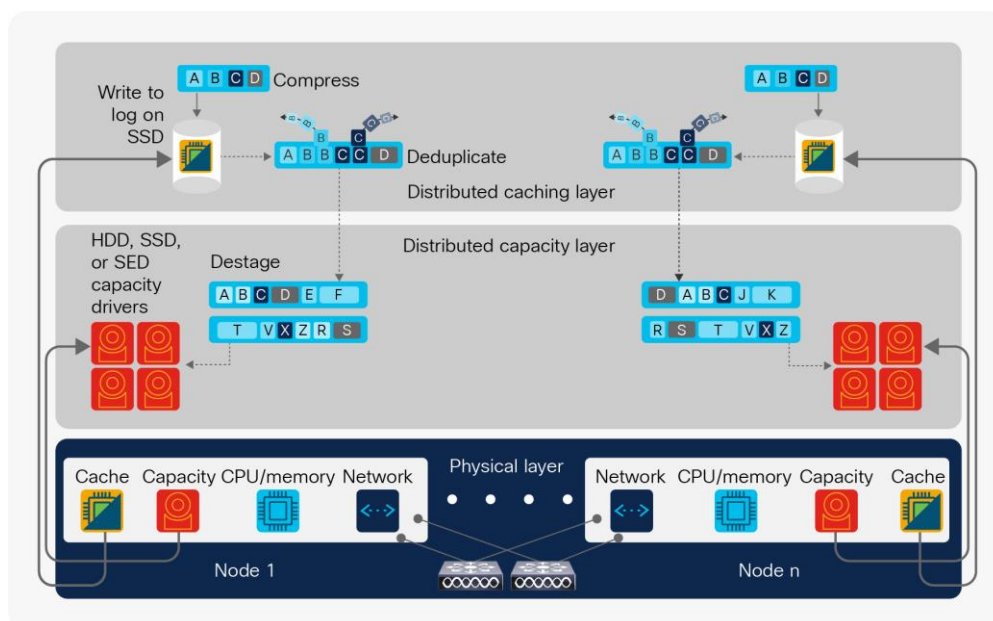 A B C D Compress
A B C D
Write to
log on
SSD
B B B C C C
B B B C C C
A B B C C D Deduplicate
A B B C C D
Distributed caching layer
HDD, SSD,
or SED
capacity
drivers
Distributed capacity layer
Destage
A B C D E F
D A B C J K
T V X Z R S
R S T V X Z
Cache Capacity CPU/memory Network
Physical layer
Network CPU/memory Capacity Cache
Node 1
Node n